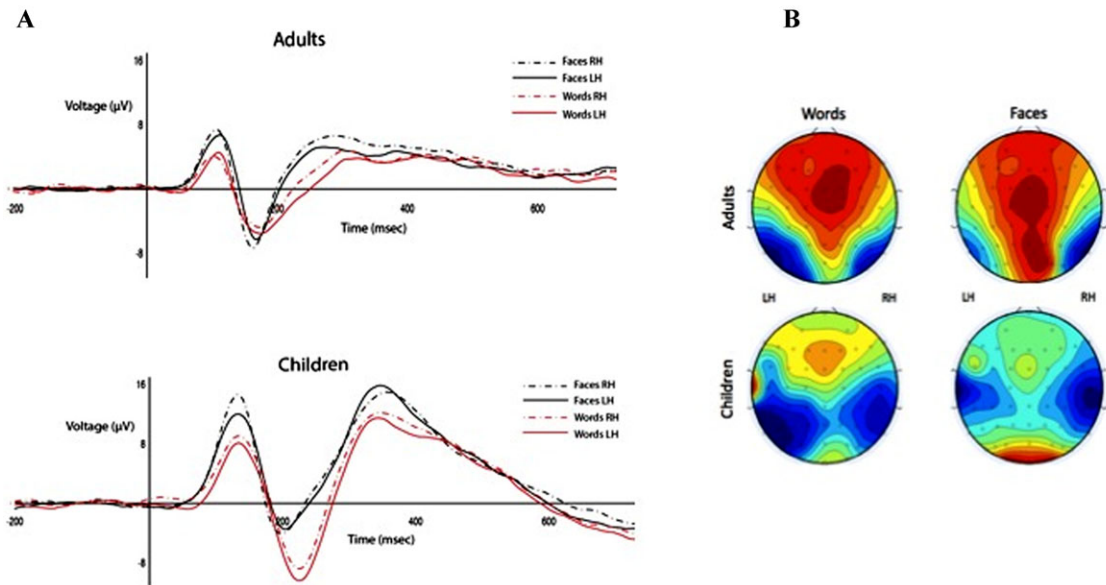 A
Adults
16
Voltage (μV)
8
-200
200
400
600
Time (msec)
-8
Faces RH
Faces LH
Words RH
Words LH
Children
16
Voltage (μV)
8
-200
200
400
600
Time (msec)
-8
Faces RH
Faces LH
Words RH
Words LH
B
Words Faces
Adults
LH RH LH RH
Children